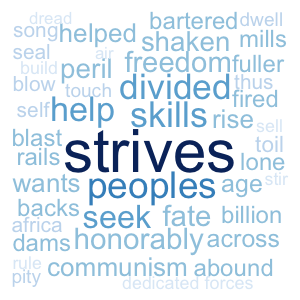 dread bartered dwell
song helped air shaken mills
seal peril freedom fuller
build touch divided thus
blow fired
self help skills rise sell
blast strives toil
rails lone
wants peoples age stir
backs seek fate billion
africa
dams honorably across
rule communism abound
pity dedicated forces